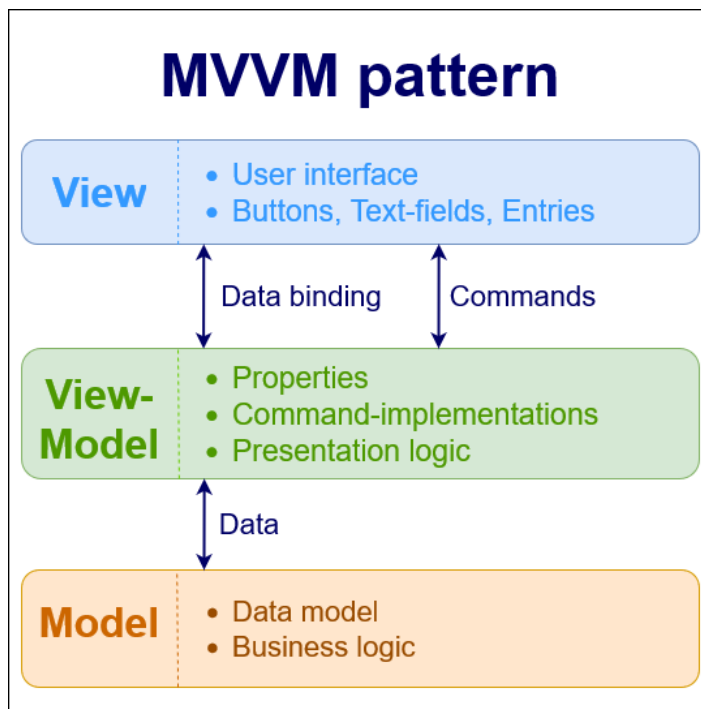 MVVM pattern
View
• User interface
• Buttons, Text-fields, Entries
Data binding
Commands
View-
Model
• Properties
• Command-implementations
• Presentation logic
Data
Model
• Data model
• Business logic